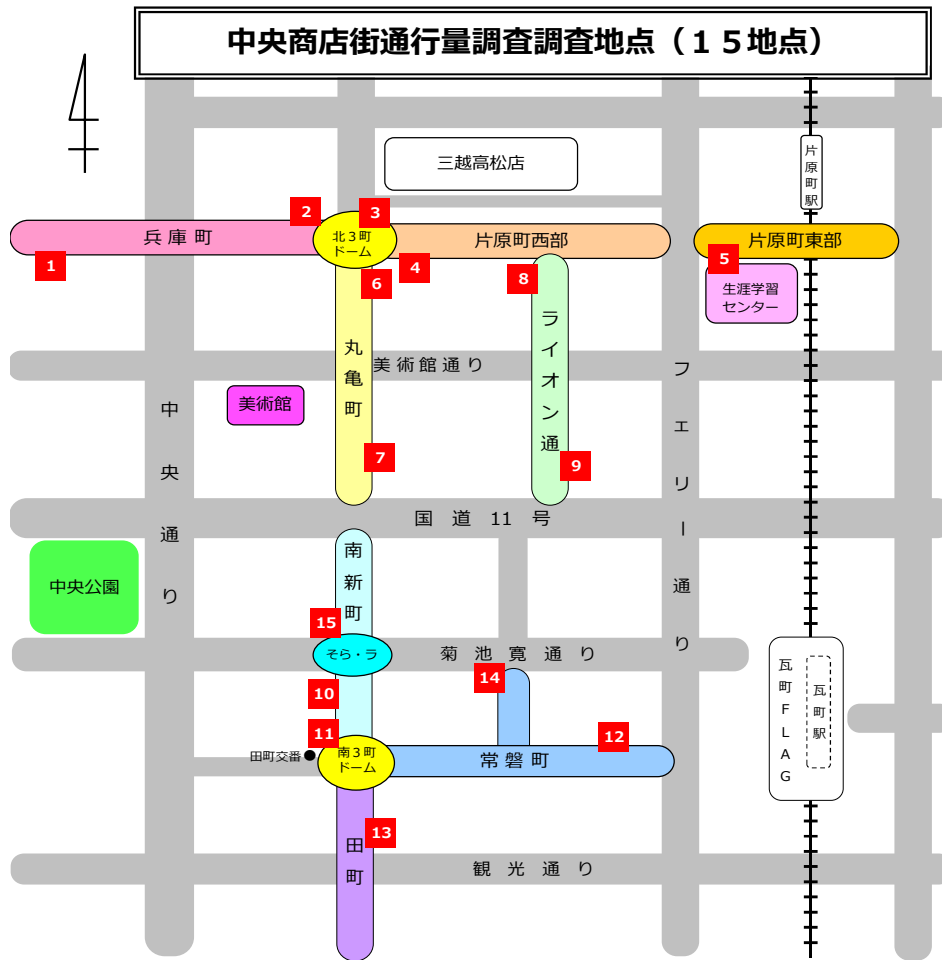 中央商店街通行量調査調査地点（１５地点）
三越高松店
片原町駅
2
3
兵庫町
北３町
ドーム
片原町西部
片原町東部
1
4
5
6
8
生涯学習
センター
丸亀町
ライオン通
美術館通り
フェリー通り
美術館
中央通り
7
9
国道11号
南新町
中央公園
15
そら・ラ
菊池寛通り
10
14
瓦町FLAG
瓦町駅
11
12
田町交番
南３町
ドーム
常磐町
13
田町
観光通り